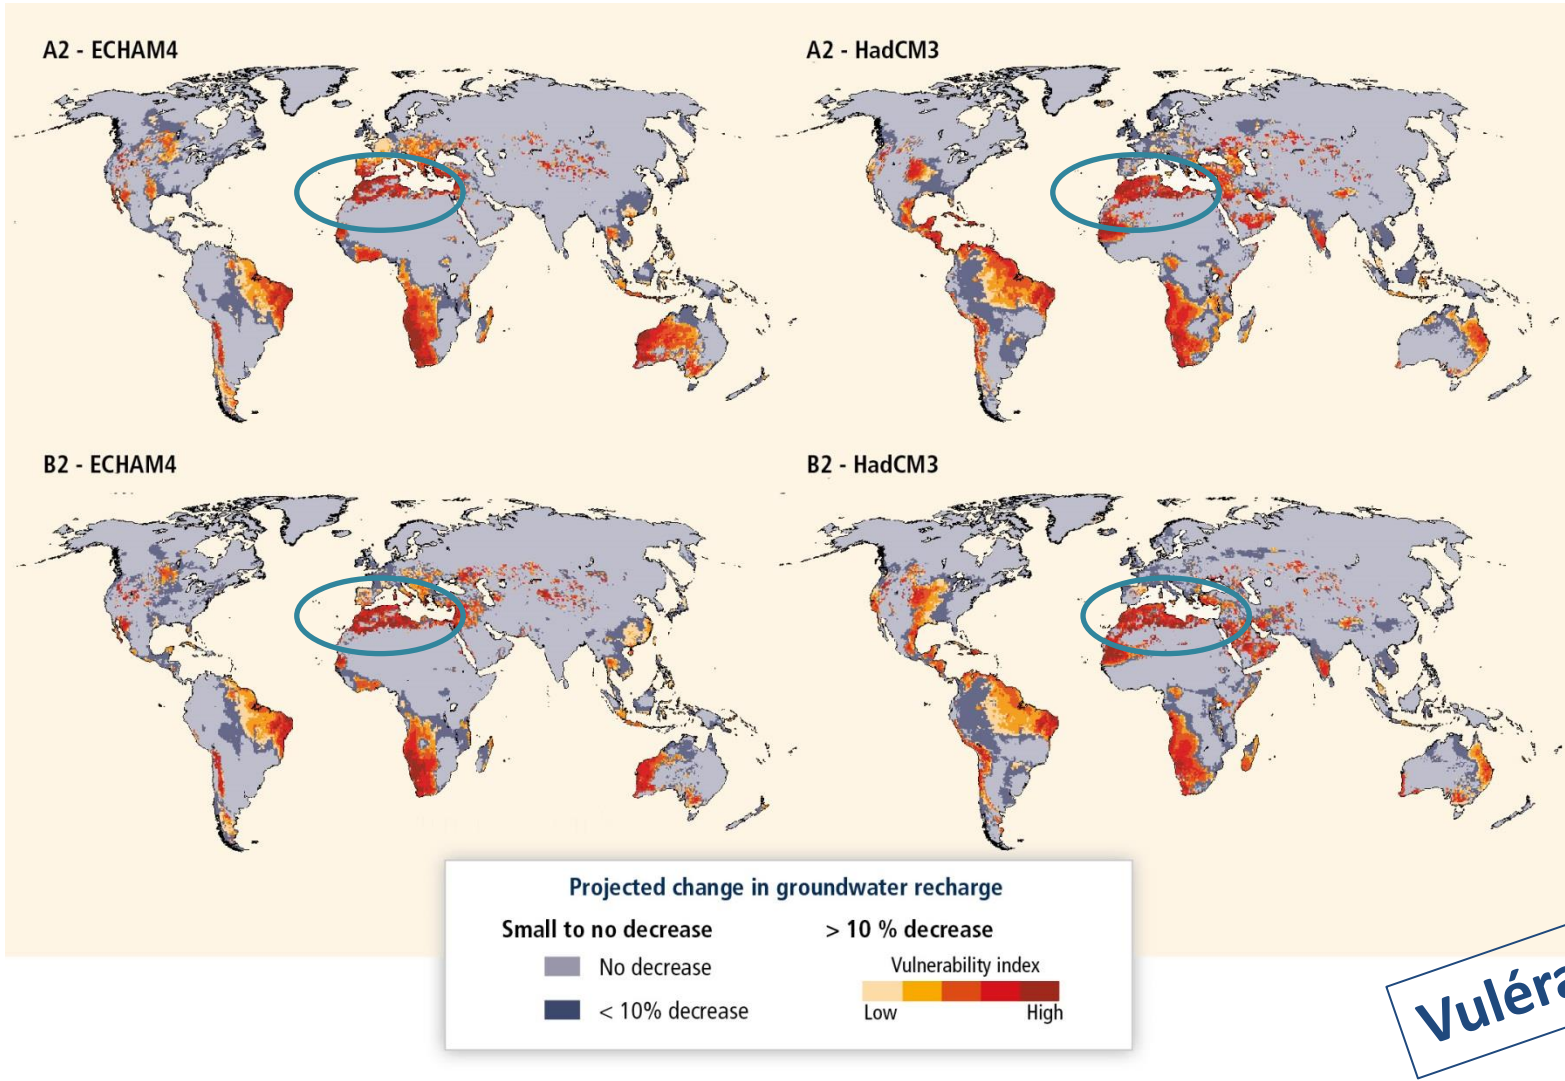 A2 - ECHAM4
A2 - HadCM3
B2 - ECHAM4
B2 - HadCM3
Projected change in groundwater recharge
Small to no decrease
No decrease
< 10% decrease
> 10 % decrease
Vulnerability index
Low High